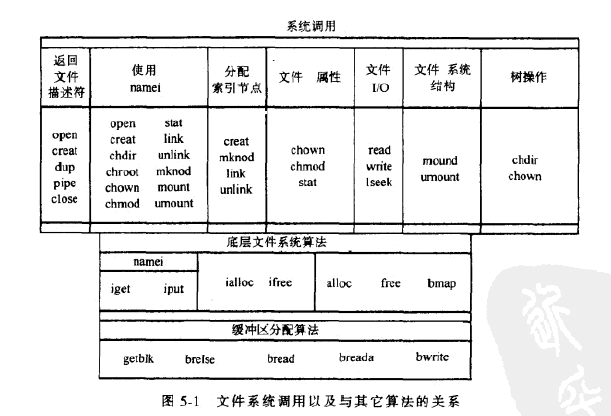 系统调用
返回 文件 描述符
使用 namei
分配 索引节点
文件 属性
文件 I/O
文件 系统 结构
树操作
open
creat
dup
pipe
close
open stat
creat link
chdir unlink
chroot mknod
chown mount
chmod umount
creat
mknod
link
unlink
chown
chmod
stat
read
write
lseek
mound
umount
chdir
chown
底层文件系统算法
namei
iget iput
ialloc ifree
alloc free bmap
缓冲区分配算法
getblk brelse bread breada bwrite
图 5-1 文件系统调用以及与其它算法的关系